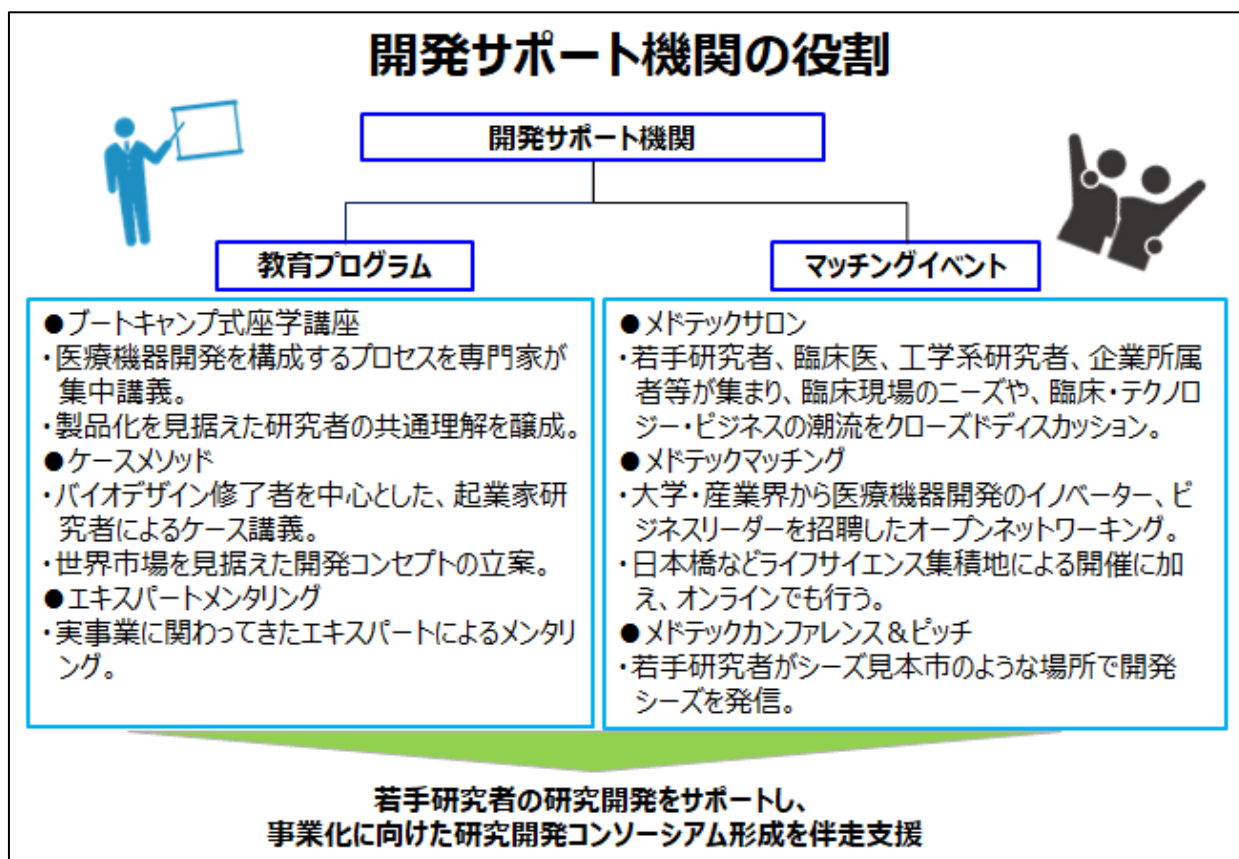 開発サポート機関の役割
開発サポート機関
教育プログラム
●ブートキャンプ式座学講座
・医療機器開発を構成するプロセスを専門家が
集中講義。
・製品化を見据えた研究者の共通理解を醸成。
●ケースメソッド
・バイオデザイン修了者を中心とした、起業家研
究者によるケース講義。
・世界市場を見据えた開発コンセプトの立案。
●エキスパートメンタリング
・実事業に関わってきたエキスパートによるメンタリ
ング。
マッチングイベント
●メドテックサロン
・若手研究者、臨床医、工学系研究者、企業所属
者等が集まり、臨床現場のニーズや、臨床・テクノロ
ジー・ビジネスの潮流をクローズドディスカッション。
●メドテックマッチング
・大学・産業界から医療機器開発のイノベーター、ビ
ジネスリーダーを招聘したオープンネットワーキング。
・日本橋などライフサイエンス集積地による開催に加
え、オンラインでも行う。
●メドテックカンファレンス＆ピッチ
・若手研究者がシーズ見本市のような場所で開発
シーズを発信。
若手研究者の研究開発をサポートし、
事業化に向けた研究開発コンソーシアム形成を伴走支援